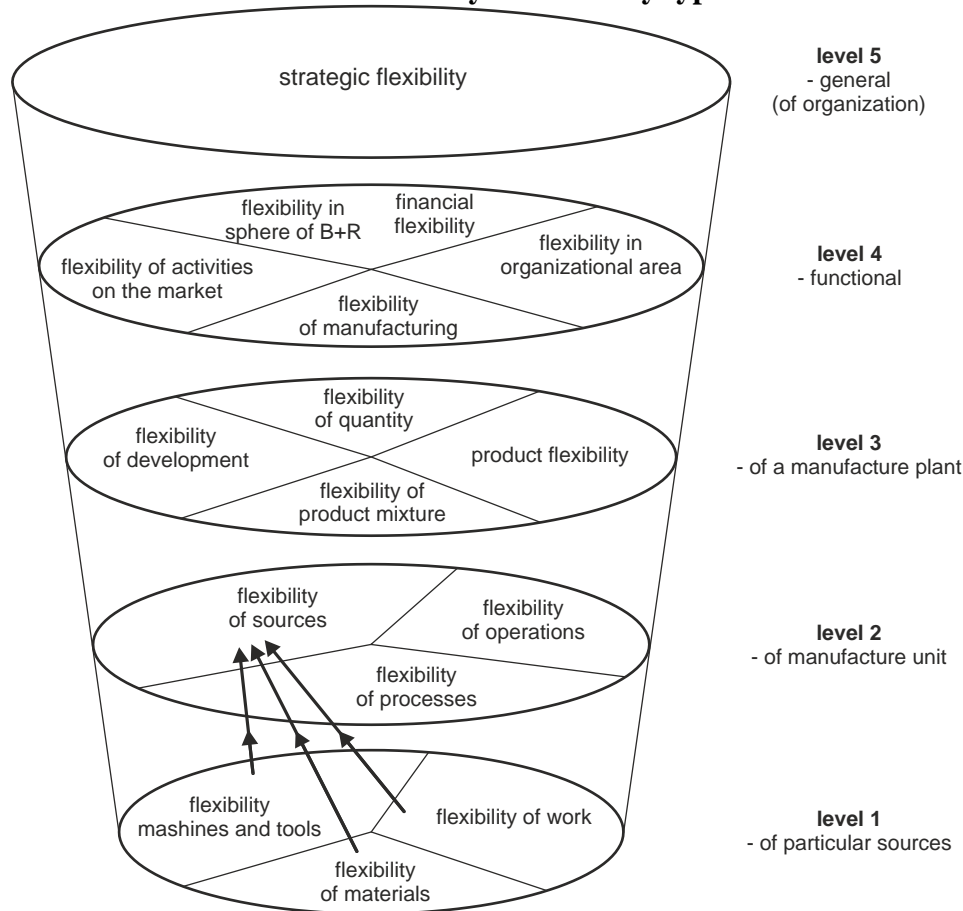 strategic flexibility
level 5
- general
(of organization)
flexibility in
sphere of B+R
financial
flexibility
flexibility of activities
on the market
flexibility in
organizational area
flexibility
of manufacturing
level 4
- functional
flexibility
of quantity
flexibility
of development
product flexibility
flexibility of
product mixture
level 3
- of a manufacture plant
flexibility
of sources
flexibility
of operations
flexibility
of processes
level 2
- of manufacture unit
flexibility
mashines and tools
flexibility of work
flexibility
of materials
level 1
- of particular sources